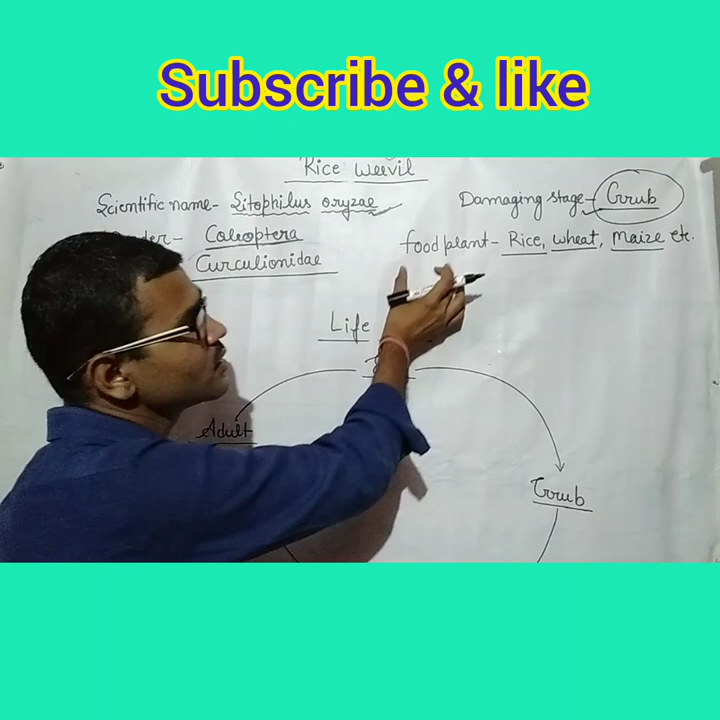 Subscribe & like
Rice weevil
Scientific name- Sitophilus oryzae
Damaging stage- Grub
Coleoptera
Curculionidae
food plant- Rice, wheat, Maize etc.
Life
Adult
Grub